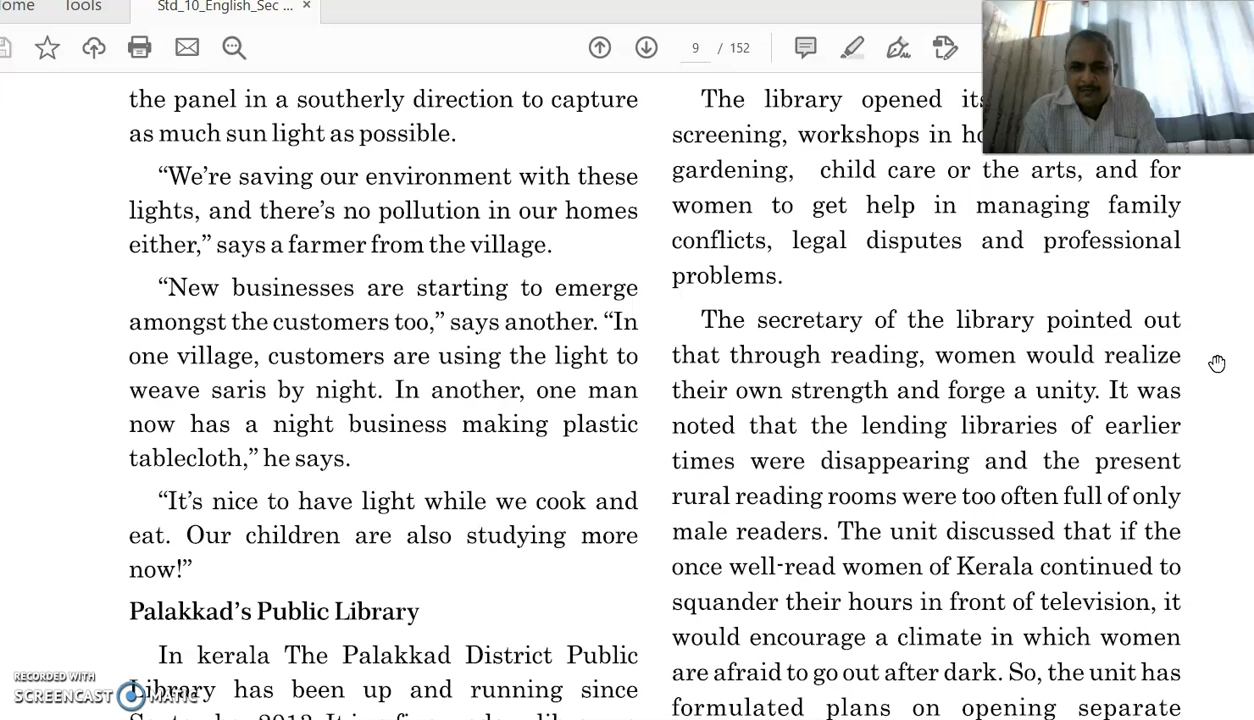 ome Tools Std_10_English_Sec ... ×
9 / 152
the panel in a southerly direction to capture
as much sun light as possible.
“We’re saving our environment with these
lights, and there’s no pollution in our homes
either,” says a farmer from the village.
“New businesses are starting to emerge
amongst the customers too,” says another. “In
one village, customers are using the light to
weave saris by night. In another, one man
now has a night business making plastic
tablecloth,” he says.
“It’s nice to have light while we cook and
eat. Our children are also studying more
now!”
Palakkad’s Public Library
In kerala The Palakkad District Public
Library has been up and running since
The library opened its
screening, workshops in
gardening, child care or the arts, and for
women to get help in managing family
conflicts, legal disputes and professional
problems.
The secretary of the library pointed out
that through reading, women would realize
their own strength and forge a unity. It was
noted that the lending libraries of earlier
times were disappearing and the present
rural reading rooms were too often full of only
male readers. The unit discussed that if the
once well-read women of Kerala continued to
squander their hours in front of television, it
would encourage a climate in which women
are afraid to go out after dark. So, the unit has
formulated plans on opening separate
RECORDED WITH
SCREENCAST MATIC